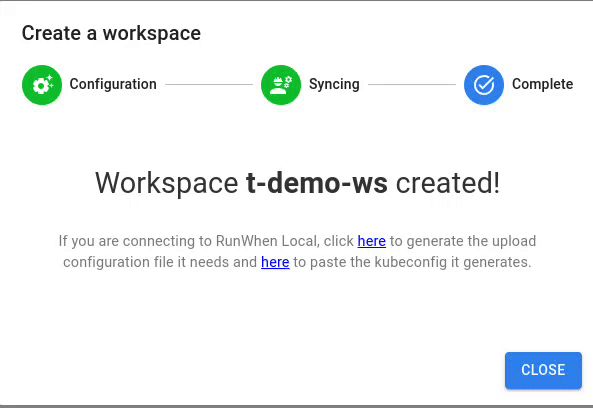 Create a workspace
Configuration Syncing Complete
Workspace t-demo-ws created!
If you are connecting to RunWhen Local, click here to generate the upload
configuration file it needs and here to paste the kubeconfig it generates.
CLOSE